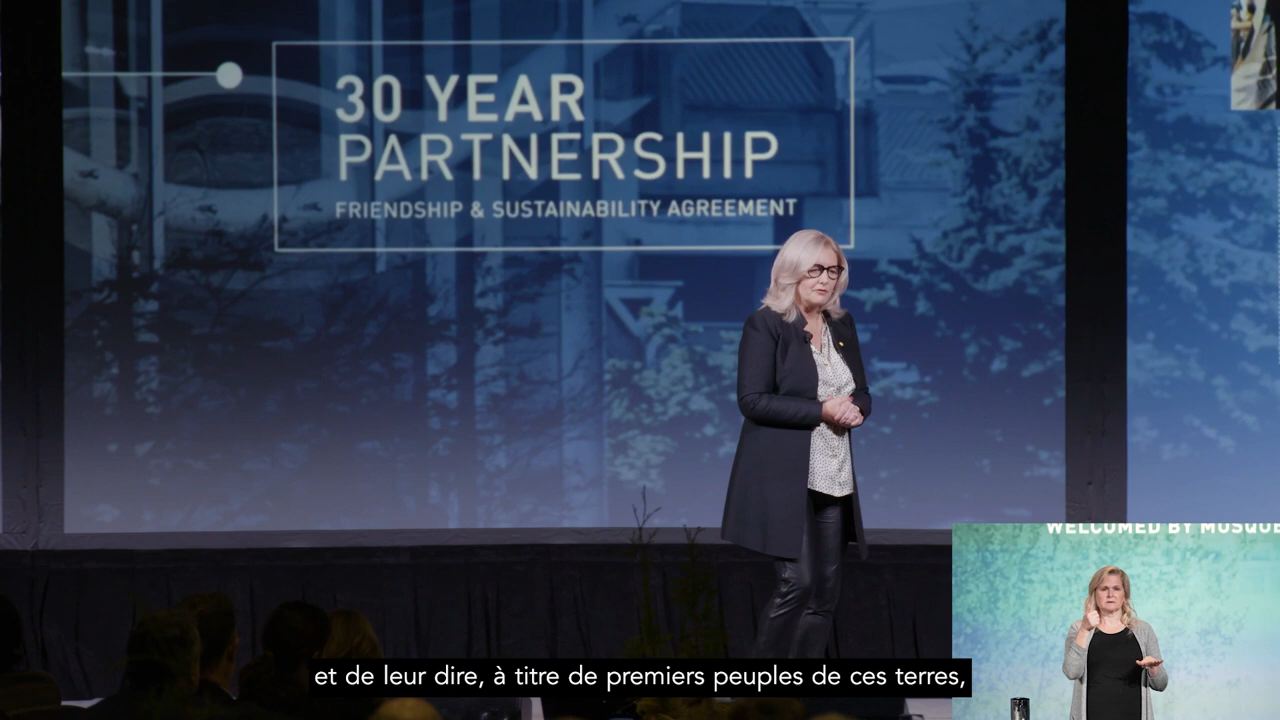 30 YEAR
PARTNERSHIP
FRIENDSHIP & SUSTAINABILITY AGREEMENT
WELCOMED BY MUSQUE
et de leur dire, à titre de premiers peuples de ces terres,